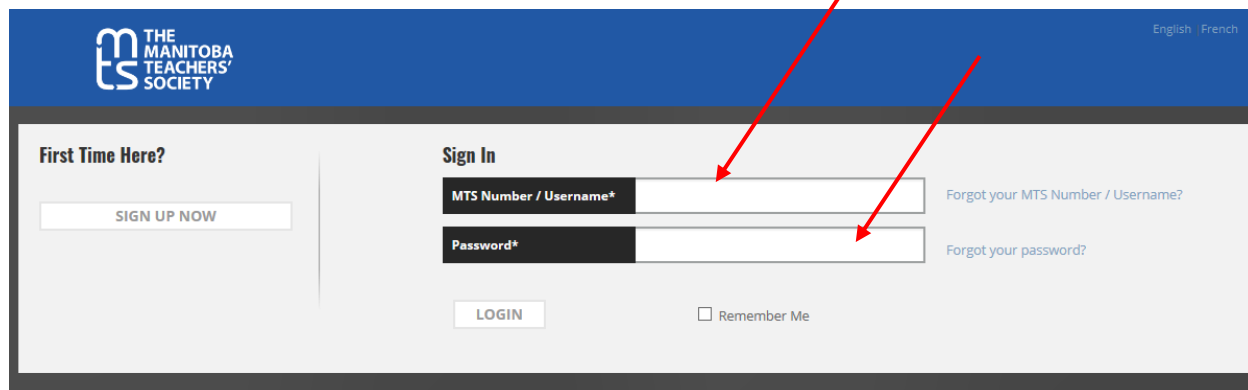 mts
THE
MANITOBA
TEACHERS'
SOCIETY
English | French
First Time Here?
SIGN UP NOW
Sign In
MTS Number / Username*
Forgot your MTS Number / Username?
Password*
Forgot your password?
LOGIN
Remember Me